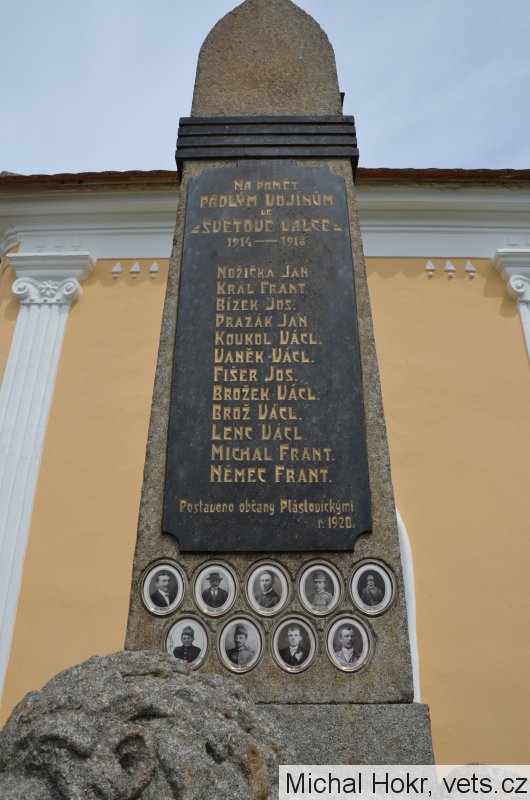 Na pamět
padlým vojínům
ve
„Světové válce“
1914 — 1918
Nožička Jan
Král Frant.
Bízek Jos.
Pražák Jan
Koukol Václ.
Vaněk Václ.
Fišer Jos.
Brožek Václ.
Brož Václ.
Lenc Václ.
Michal Frant.
Němec Frant.
Postaveno občany Plástovickými
r. 1920.
Michal Hokr, vets.cz